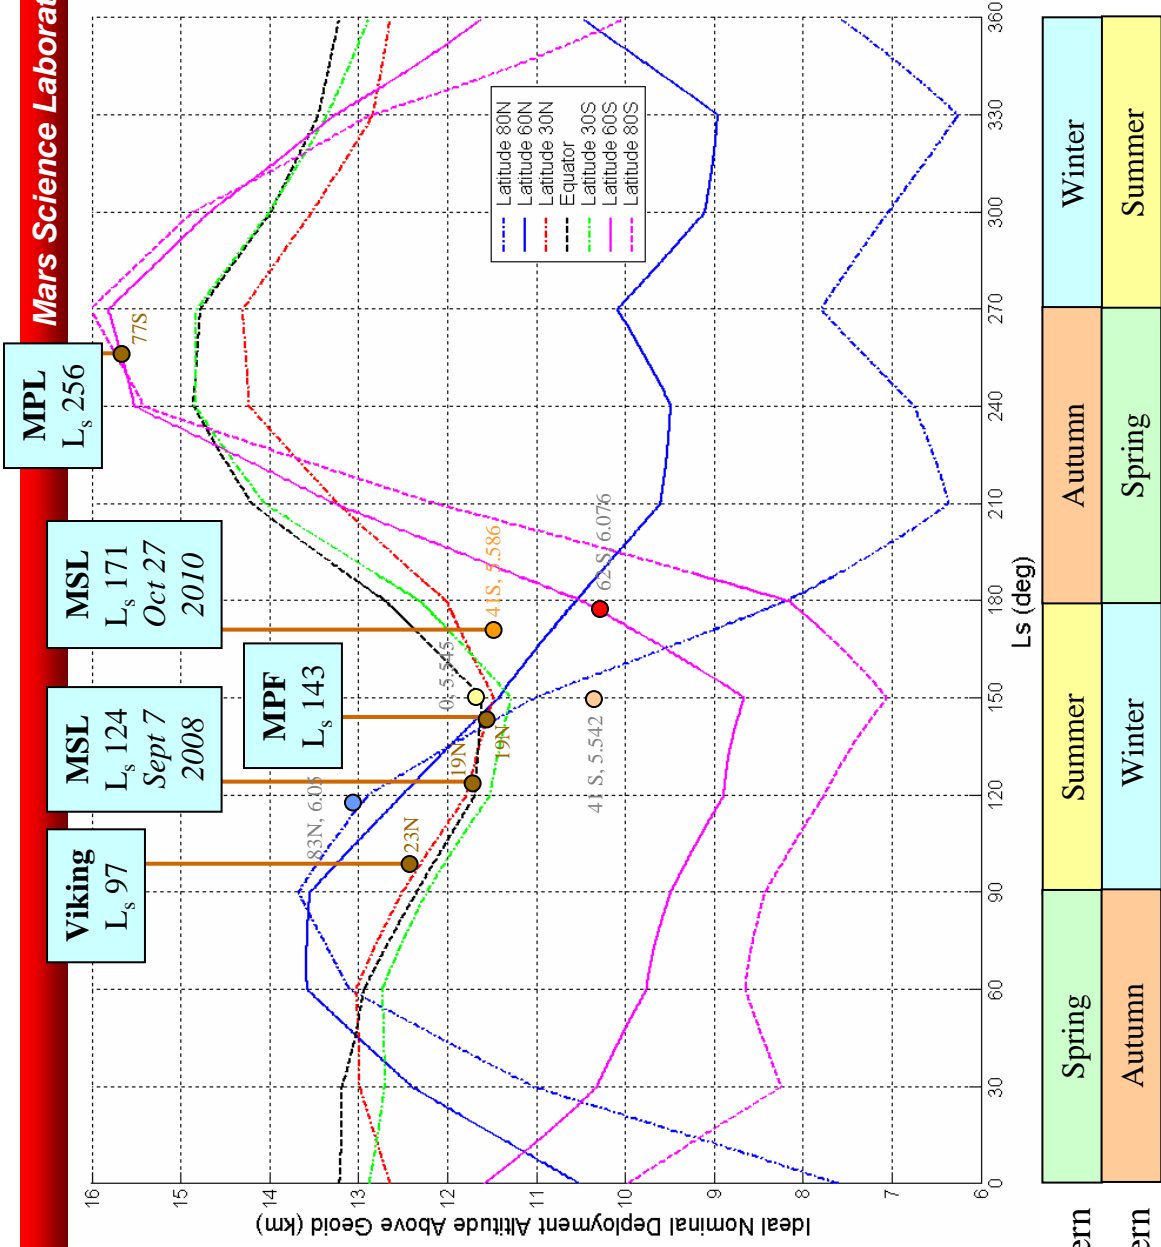 Mars Science Laborat
MPL
Ls 256
MSL
Ls 171
Oct 27
2010
MPF
Ls 143
MSL
Ls 124
Sept 7
2008
Viking
Ls 97
77S
41S, 5.586
62 S, 6.076
0, 5.545
19N
19N
41 S, 5.542
83N, 6.05
23N
Latitude 80N
Latitude 60N
Latitude 30N
Equator
Latitude 30S
Latitude 60S
Latitude 80S
Ideal Nominal Deployment Altitude Above Geoid (km)
16
15
14
13
12
11
10
9
8
7
6
0
30
60
90
120
150
180
210
240
270
300
330
360
Ls (deg)
ern
Spring
Summer
Autumn
Winter
ern
Autumn
Winter
Spring
Summer